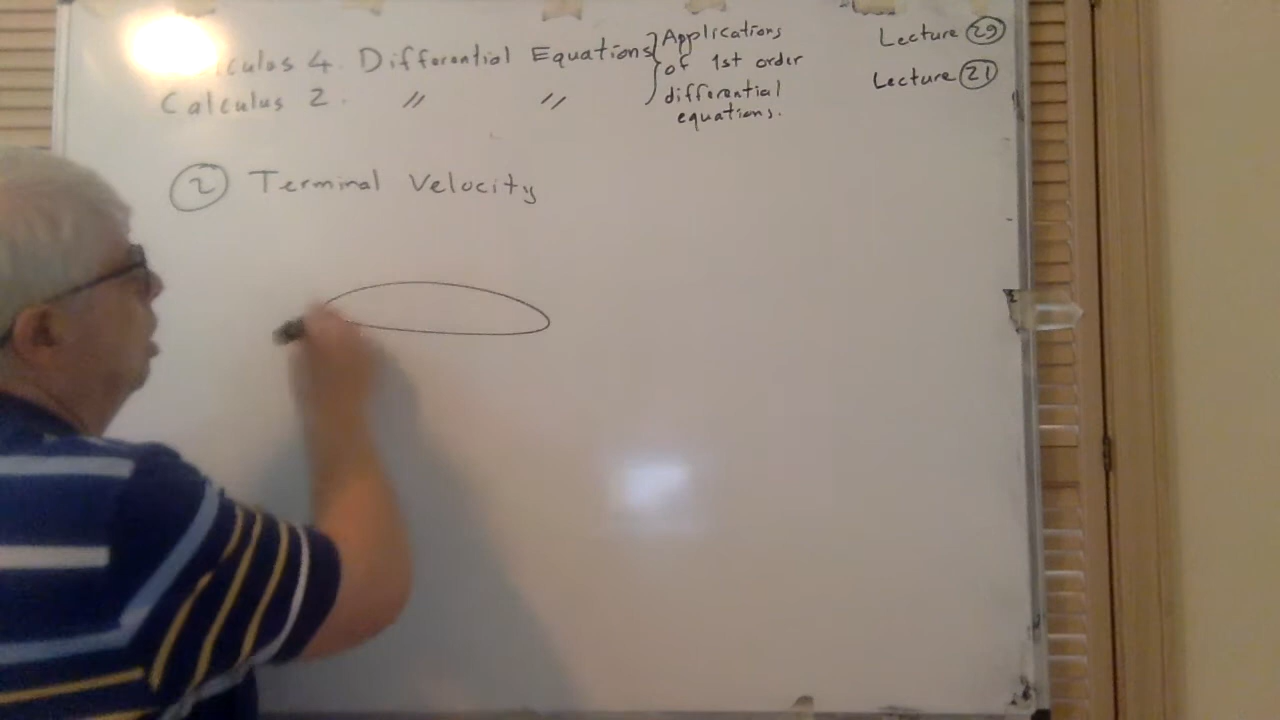 culus 4. Differential Equations } Applications of 1st order differential equations. Lecture 29
Calculus 2. " " Lecture 21
② Terminal Velocity